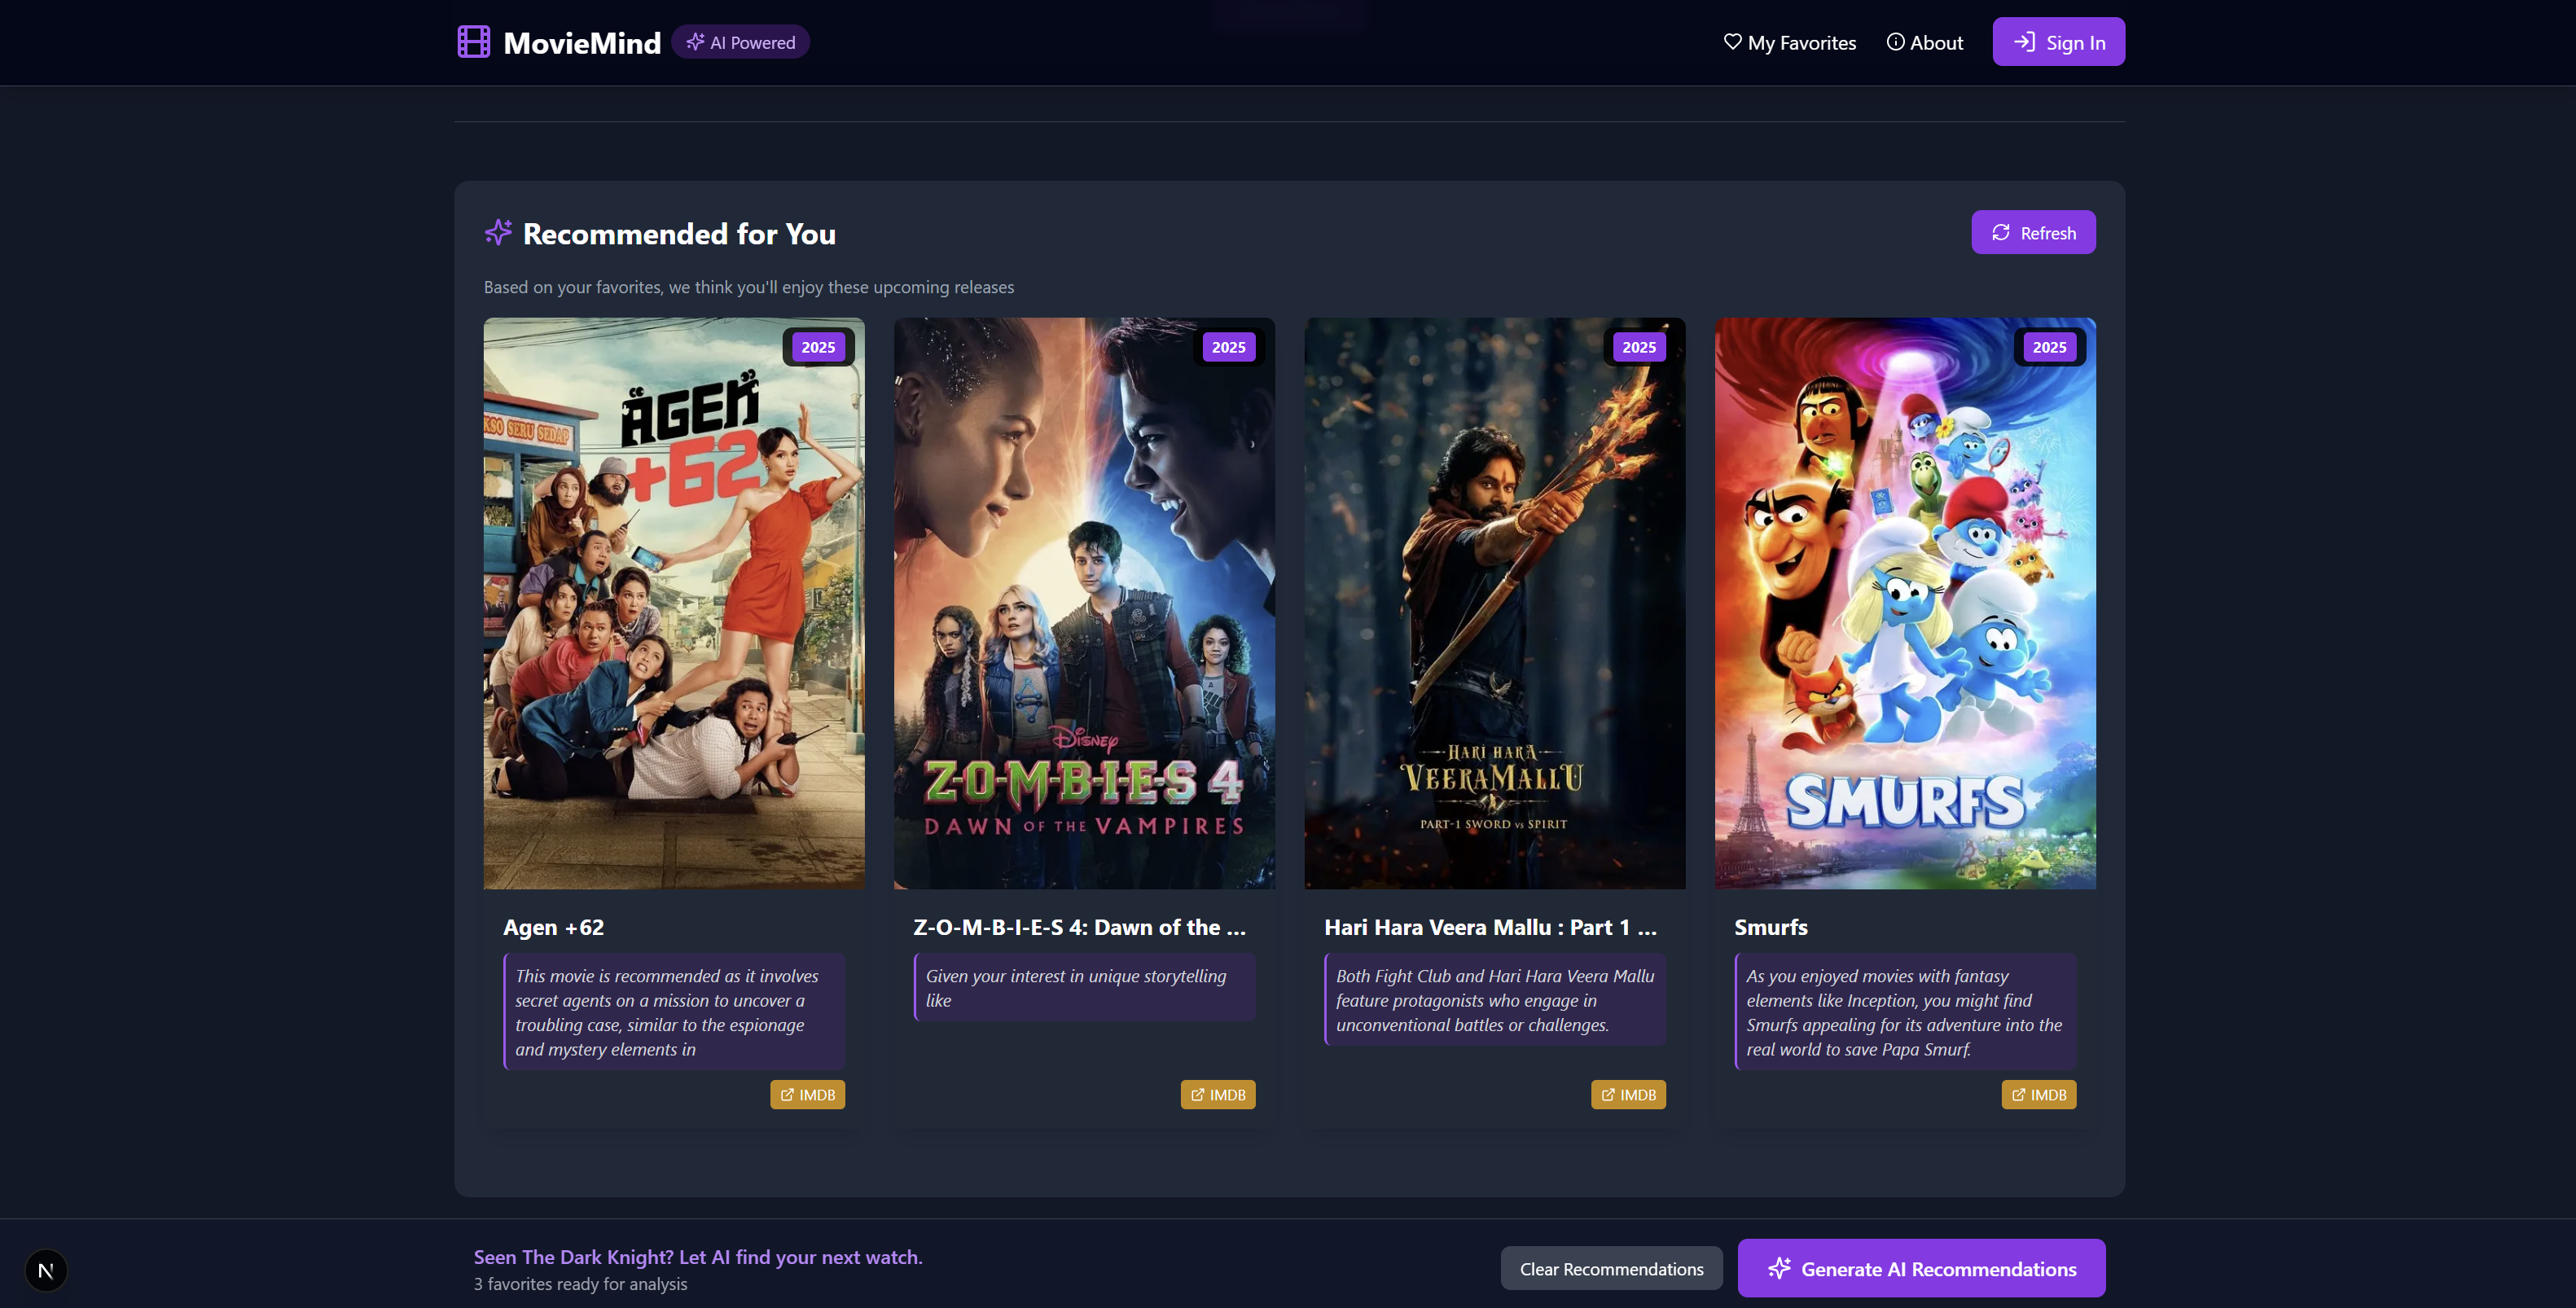 MovieMind
AI Powered
My Favorites
About
Sign In
Recommended for You
Refresh
Based on your favorites, we think you'll enjoy these upcoming releases
2025
KSO SERU SEDAP
AGEN
+62
2025
Disney
Z-O-M-B-I-E-S 4
DAWN OF THE VAMPIRES
2025
HARI HARA
VEERAMALLU
PART-1 SWORD vs SPIRIT
2025
SMURFS
Agen +62
This movie is recommended as it involves
secret agents on a mission to uncover a
troubling case, similar to the espionage
and mystery elements in
IMDB
Z-O-M-B-I-E-S 4: Dawn of the ...
Given your interest in unique storytelling
like
IMDB
Hari Hara Veera Mallu : Part 1 ...
Both Fight Club and Hari Hara Veera Mallu
feature protagonists who engage in
unconventional battles or challenges.
IMDB
Smurfs
As you enjoyed movies with fantasy
elements like Inception, you might find
Smurfs appealing for its adventure into the
real world to save Papa Smurf.
IMDB
N
Seen The Dark Knight? Let AI find your next watch.
3 favorites ready for analysis
Clear Recommendations
Generate AI Recommendations